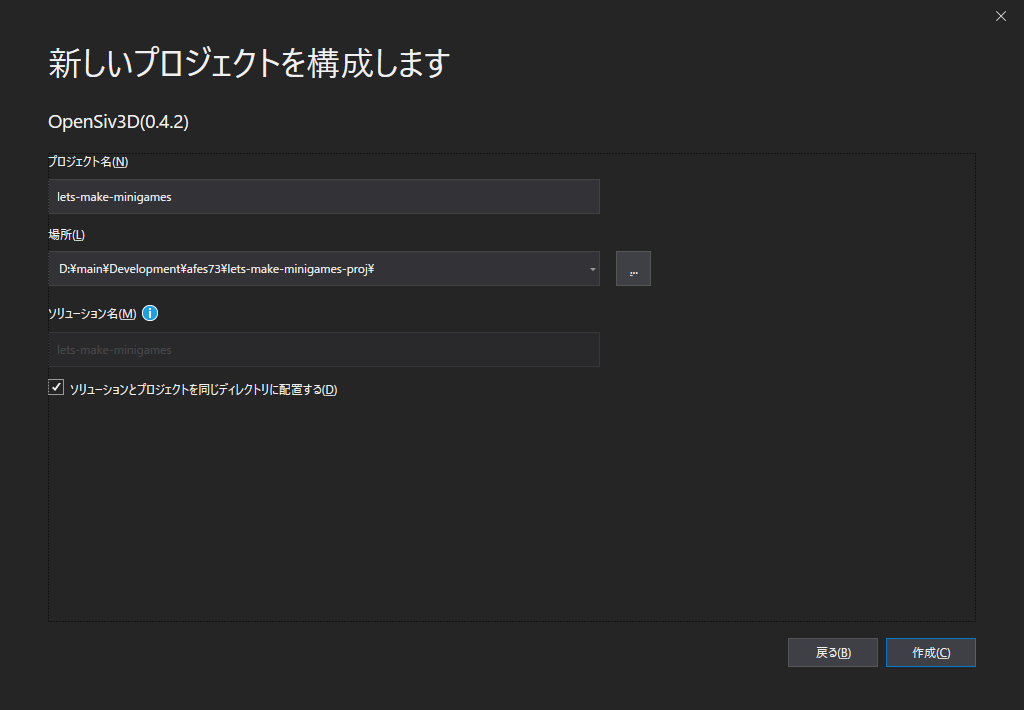 新しいプロジェクトを構成します
OpenSiv3D(0.4.2)
プロジェクト名(N)
lets-make-minigames
場所(L)
D:¥main¥Development¥afes73¥lets-make-minigames-proj¥
...
ソリューション名(M)
lets-make-minigames
ソリューションとプロジェクトを同じディレクトリに配置する(D)
戻る(B) 作成(C)